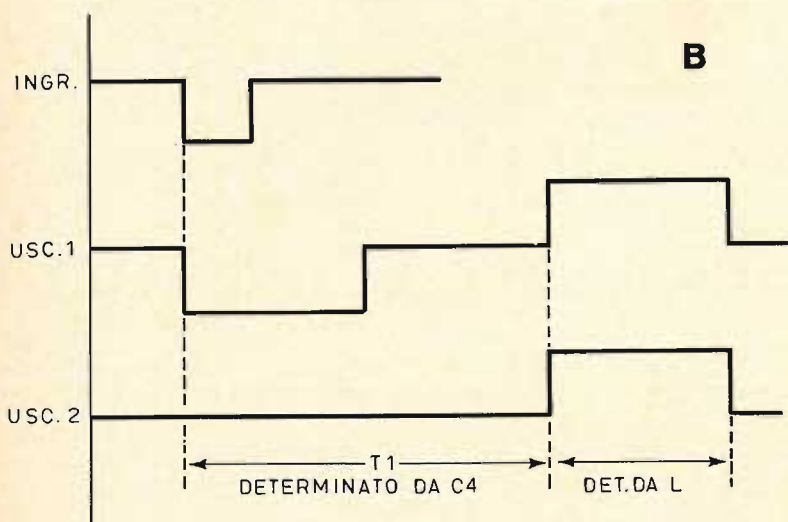 INGR.
B
USC.1
USC.2
T1
DETERMINATO DA C4
DET.DA L